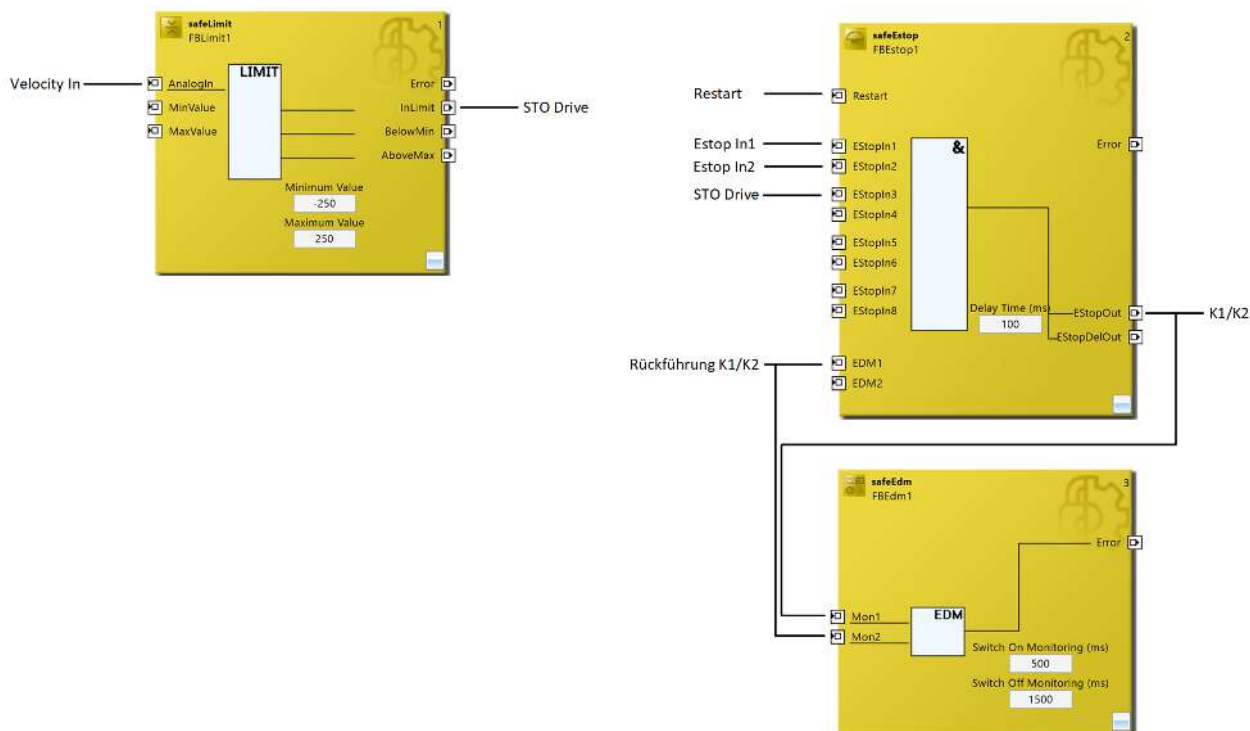 safeLimit
FBLimit1
1
LIMIT
Velocity In
AnalogIn
MinValue
MaxValue
Error
InLimit
BelowMin
AboveMax
STO Drive
Minimum Value
-250
Maximum Value
250
safeEstop
FBEstop1
2
Restart
Restart
&
Estop In1
EStopIn1
Error
Estop In2
EStopIn2
STO Drive
EStopIn3
EStopIn4
EStopIn5
EStopIn6
EStopIn7
EStopIn8
Delay Time (ms)
100
EStopOut
K1/K2
EStopDelOut
Rückführung K1/K2
EDM1
EDM2
safeEdm
FBEdm1
3
Error
Mon1
Mon2
EDM
Switch On Monitoring (ms)
500
Switch Off Monitoring (ms)
1500